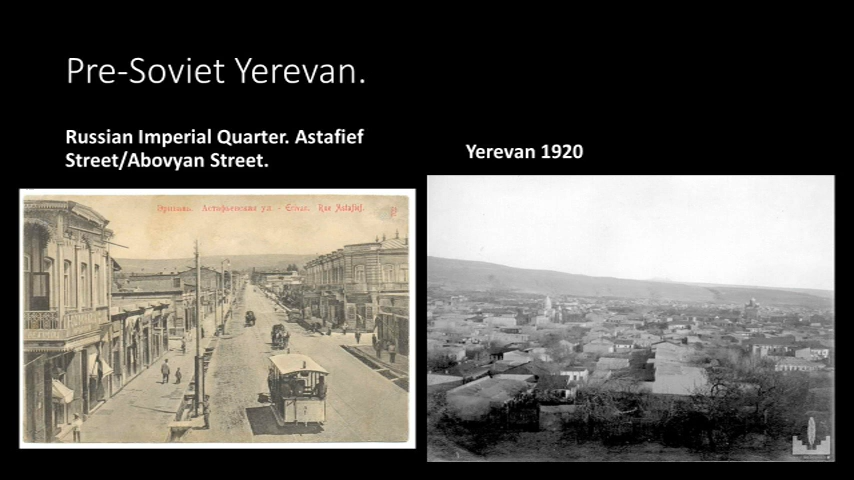 Pre-Soviet Yerevan.
Russian Imperial Quarter. Astafief
Street/Abovyan Street.
Yerevan 1920
Эривань. Астафьевская ул. - Erivan. Rue Astafief.